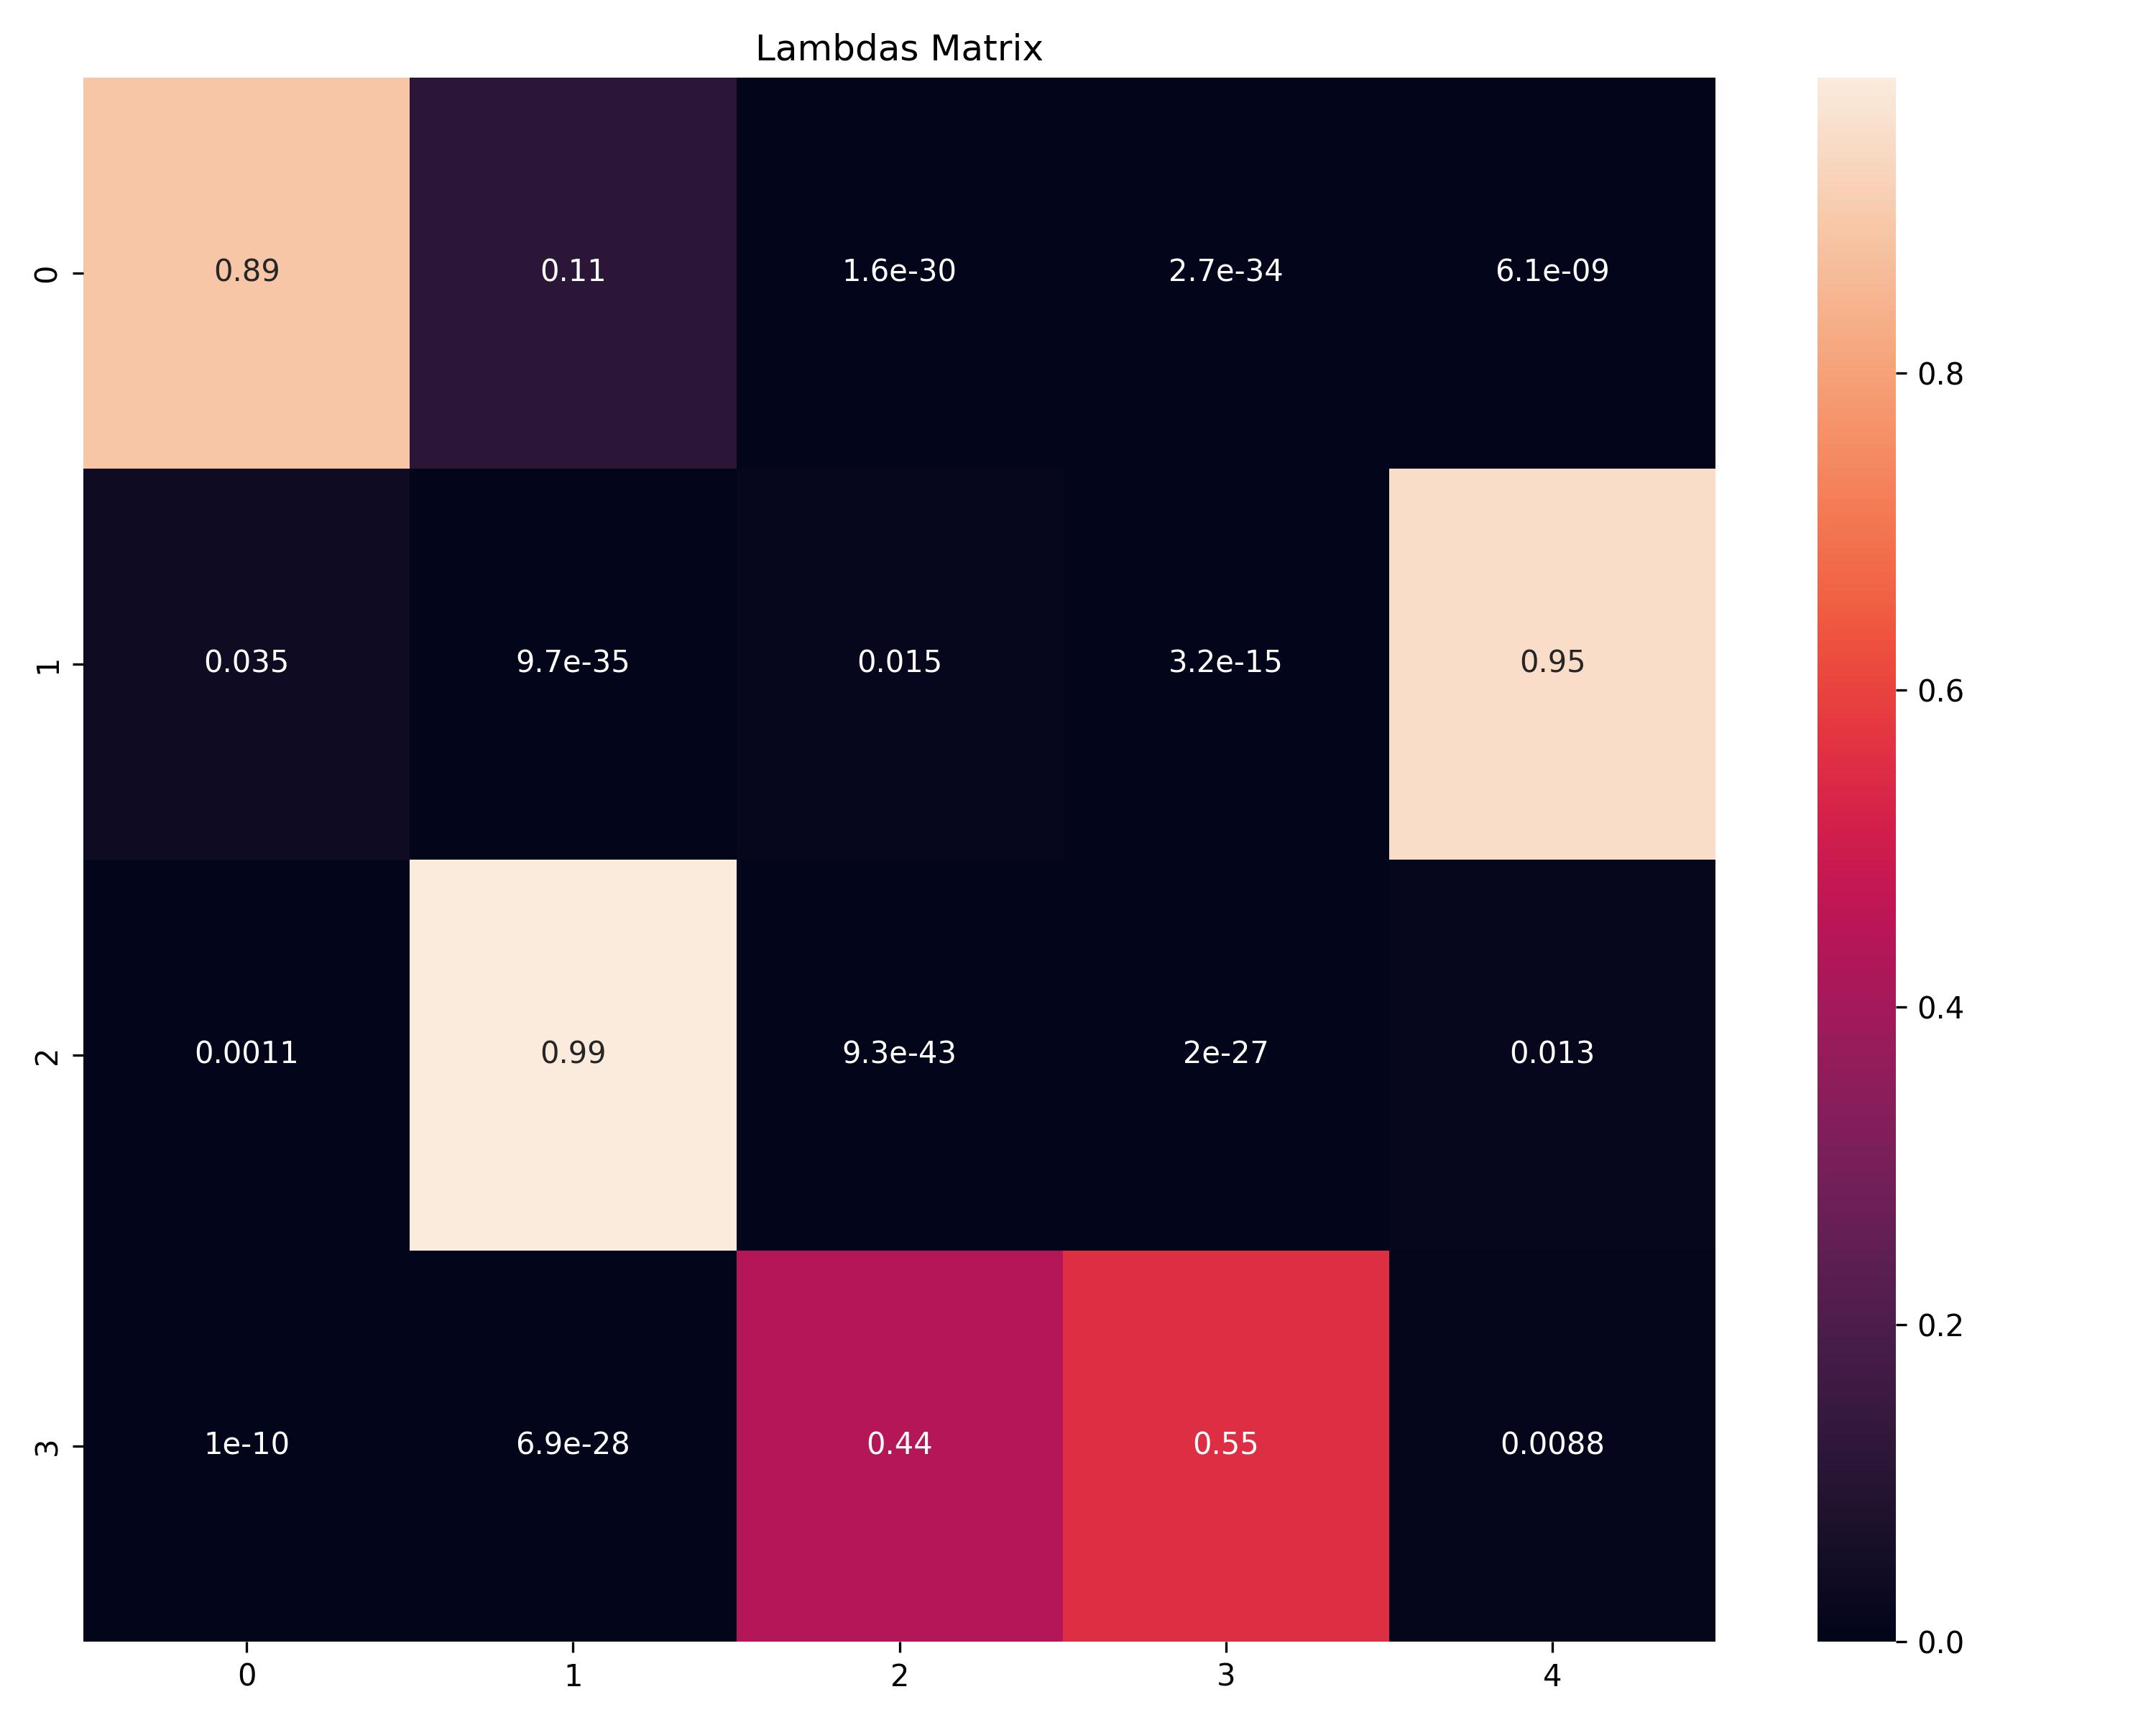 Lambdas Matrix
0 0.89 0.11 1.6e-30 2.7e-34 6.1e-09
1 0.035 9.7e-35 0.015 3.2e-15 0.95
2 0.0011 0.99 9.3e-43 2e-27 0.013
3 1e-10 6.9e-28 0.44 0.55 0.0088
0 1 2 3 4
0.8
0.6
0.4
0.2
0.0